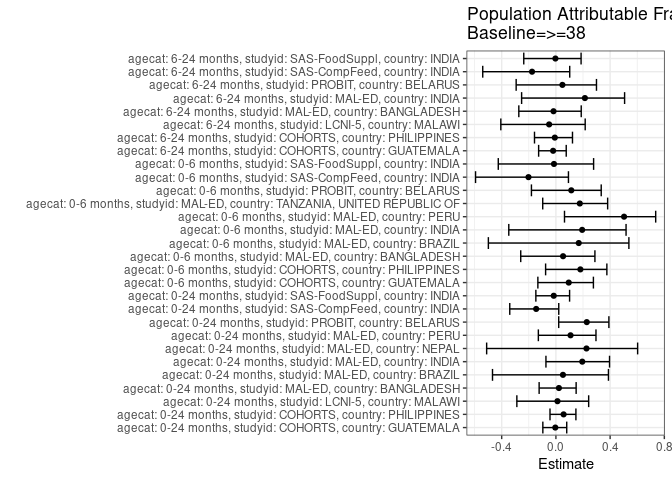 Population Attributable Fra
Baseline=>=38
agecat: 6-24 months, studyid: SAS-FoodSuppl, country: INDIA
agecat: 6-24 months, studyid: SAS-CompFeed, country: INDIA
agecat: 6-24 months, studyid: PROBIT, country: BELARUS
agecat: 6-24 months, studyid: MAL-ED, country: INDIA
agecat: 6-24 months, studyid: MAL-ED, country: BANGLADESH
agecat: 6-24 months, studyid: LCNI-5, country: MALAWI
agecat: 6-24 months, studyid: COHORTS, country: PHILIPPINES
agecat: 6-24 months, studyid: COHORTS, country: GUATEMALA
agecat: 0-6 months, studyid: SAS-FoodSuppl, country: INDIA
agecat: 0-6 months, studyid: SAS-CompFeed, country: INDIA
agecat: 0-6 months, studyid: PROBIT, country: BELARUS
agecat: 0-6 months, studyid: MAL-ED, country: TANZANIA, UNITED REPUBLIC OF
agecat: 0-6 months, studyid: MAL-ED, country: PERU
agecat: 0-6 months, studyid: MAL-ED, country: INDIA
agecat: 0-6 months, studyid: MAL-ED, country: BRAZIL
agecat: 0-6 months, studyid: MAL-ED, country: BANGLADESH
agecat: 0-6 months, studyid: COHORTS, country: PHILIPPINES
agecat: 0-6 months, studyid: COHORTS, country: GUATEMALA
agecat: 0-24 months, studyid: SAS-FoodSuppl, country: INDIA
agecat: 0-24 months, studyid: SAS-CompFeed, country: INDIA
agecat: 0-24 months, studyid: PROBIT, country: BELARUS
agecat: 0-24 months, studyid: MAL-ED, country: PERU
agecat: 0-24 months, studyid: MAL-ED, country: NEPAL
agecat: 0-24 months, studyid: MAL-ED, country: INDIA
agecat: 0-24 months, studyid: MAL-ED, country: BRAZIL
agecat: 0-24 months, studyid: MAL-ED, country: BANGLADESH
agecat: 0-24 months, studyid: LCNI-5, country: MALAWI
agecat: 0-24 months, studyid: COHORTS, country: PHILIPPINES
agecat: 0-24 months, studyid: COHORTS, country: GUATEMALA
-0.4 0.0 0.4 0.8
Estimate